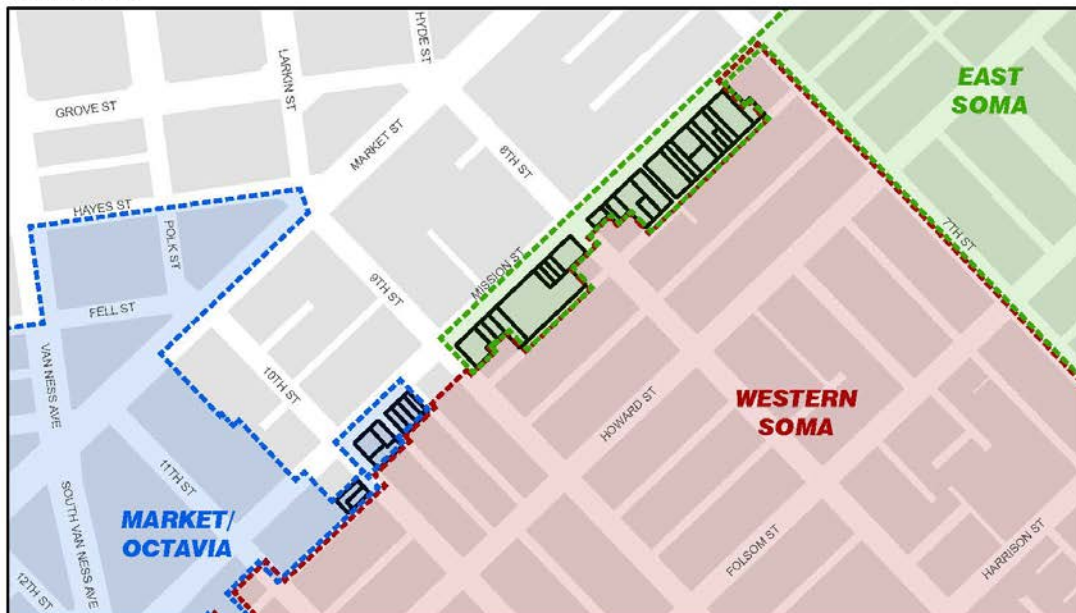 HYDE ST
LARKIN ST
GROVE ST
MARKET ST
8TH ST
EAST
SOMA
HAYES ST
POLK ST
7TH ST
MISSION ST
9TH ST
FELL ST
VAN NESS AVE
10TH ST
HOWARD ST
WESTERN
SOMA
11TH ST
SOUTH VAN NESS AVE
MARKET/
OCTAVIA
FOLSOM ST
HARRISON ST
12TH ST